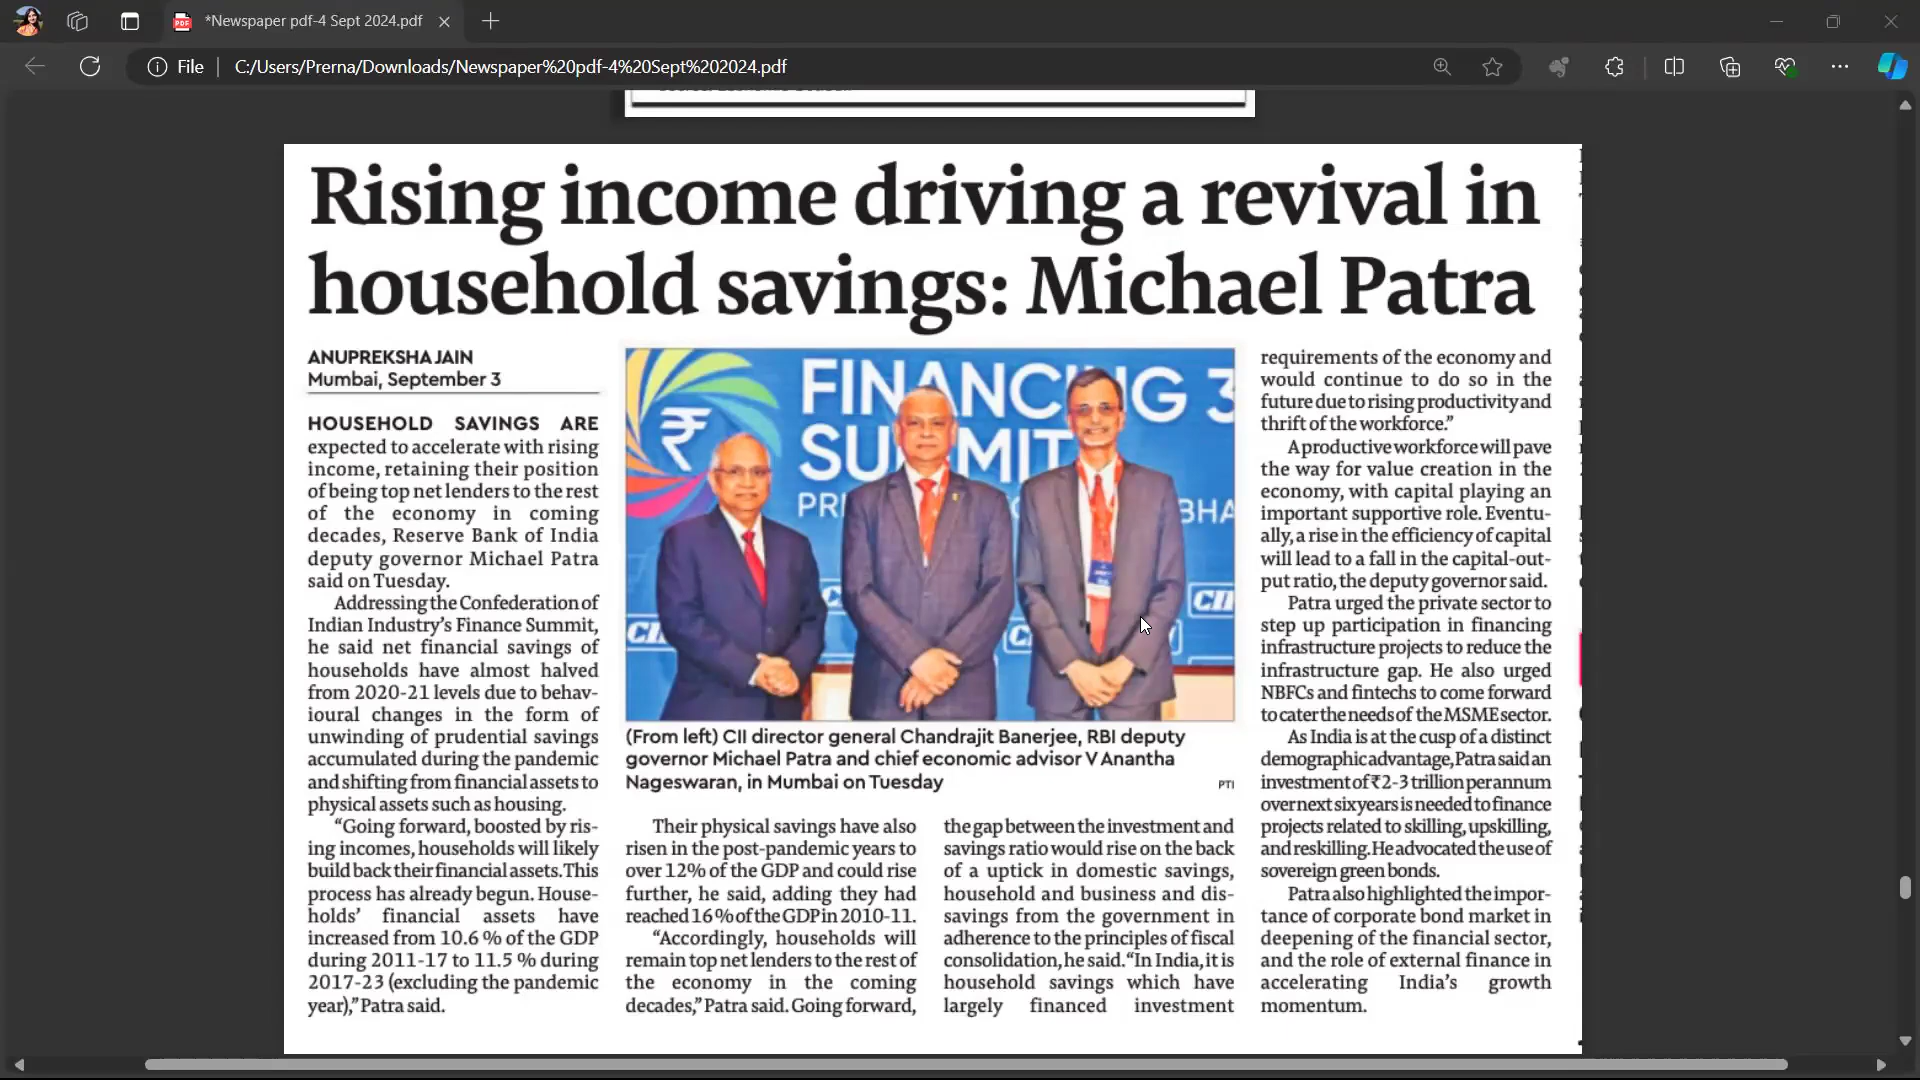 *Newspaper pdf-4 Sept 2024.pdf
File
C:/Users/Prerna/Downloads/Newspaper%20pdf-4%20Sept%202024.pdf
Rising income driving a revival in
household savings: Michael Patra
ANUPREKSHA JAIN
Mumbai, September 3
HOUSEHOLD SAVINGS ARE
expected to accelerate with rising
income, retaining their position
of being top net lenders to the rest
of the economy in coming
decades, Reserve Bank of India
deputy governor Michael Patra
said on Tuesday.
Addressing the Confederation of
Indian Industry's Finance Summit,
he said net financial savings of
households have almost halved
from 2020-21 levels due to behav-
ioural changes in the form of
unwinding of prudential savings
accumulated during the pandemic
and shifting from financial assets to
physical assets such as housing.
"Going forward, boosted by ris-
ing incomes, households will likely
build back their financial assets. This
process has already begun. House-
holds' financial assets have
increased from 10.6% of the GDP
during 2011-17 to 11.5% during
2017-23 (excluding the pandemic
year)," Patra said.
₹
FINANCING 3
SUMMIT
CII
(From left) CII director general Chandrajit Banerjee, RBI deputy
governor Michael Patra and chief economic advisor V Anantha
Nageswaran, in Mumbai on Tuesday
PTI
Their physical savings have also
risen in the post-pandemic years to
over 12% of the GDP and could rise
further, he said, adding they had
reached 16% of the GDP in 2010-11.
"Accordingly, households will
remain top net lenders to the rest of
the economy in the coming
decades," Patra said. Going forward,
the gap between the investment and
savings ratio would rise on the back
of a uptick in domestic savings,
household and business and dis-
savings from the government in
adherence to the principles of fiscal
consolidation, he said. "In India, it is
household savings which have
largely financed investment
requirements of the economy and
would continue to do so in the
future due to rising productivity and
thrift of the workforce."
A productive workforce will pave
the way for value creation in the
economy, with capital playing an
important supportive role. Eventu-
ally, a rise in the efficiency of capital
will lead to a fall in the capital-out-
put ratio, the deputy governor said.
Patra urged the private sector to
step up participation in financing
infrastructure projects to reduce the
infrastructure gap. He also urged
NBFCs and fintechs to come forward
to cater the needs of the MSME sector.
As India is at the cusp of a distinct
demographic advantage, Patra said an
investment of ₹2-3 trillion per annum
over next six years is needed to finance
projects related to skilling, upskilling,
and reskilling. He advocated the use of
sovereign green bonds.
Patra also highlighted the impor-
tance of corporate bond market in
deepening of the financial sector,
and the role of external finance in
accelerating India's growth
momentum.